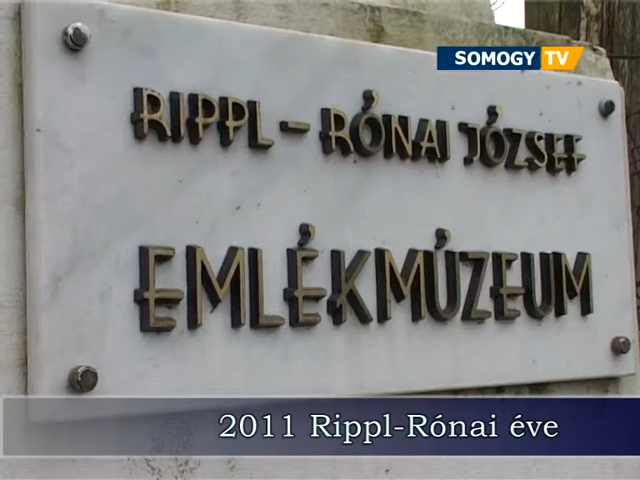 SOMOGY TV
RIPPL-RÓNAI JÓZSEF
EMLÉKMÚZEUM
2011 Rippl-Rónai éve